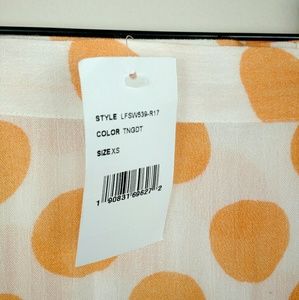 STYLE LFSW539-R17
COLOR TNGDT
SIZE XS
1 90831 69627 2